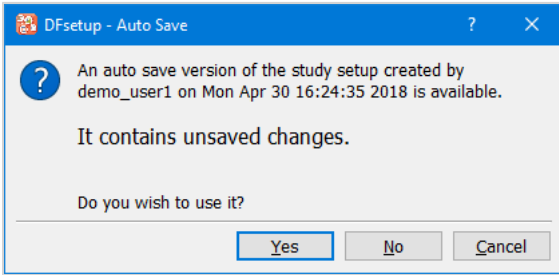 DFsetup - Auto Save
?
An auto save version of the study setup created by
demo_user1 on Mon Apr 30 16:24:35 2018 is available.
It contains unsaved changes.
Do you wish to use it?
Yes No Cancel